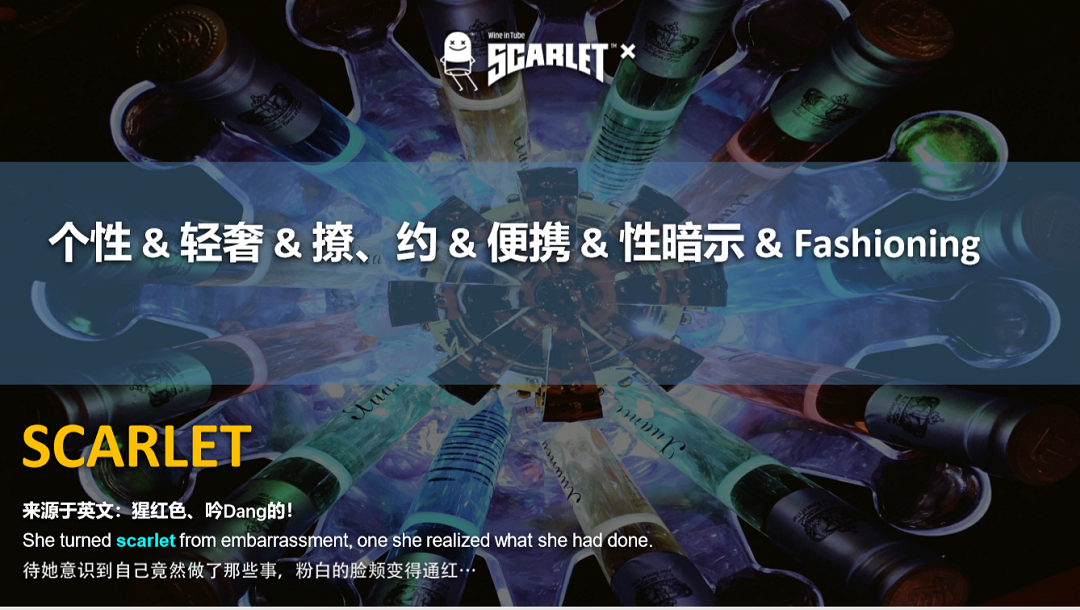 Wine in Tube
SCARLET™ ×
个性 & 轻奢 & 撩、约 & 便携 & 性暗示 & Fashioning
SCARLET
来源于英文：猩红色、吟Dang的！
She turned scarlet from embarrassment, one she realized what she had done.
待她意识到自己竟然做了那些事，粉白的脸颊变得通红…